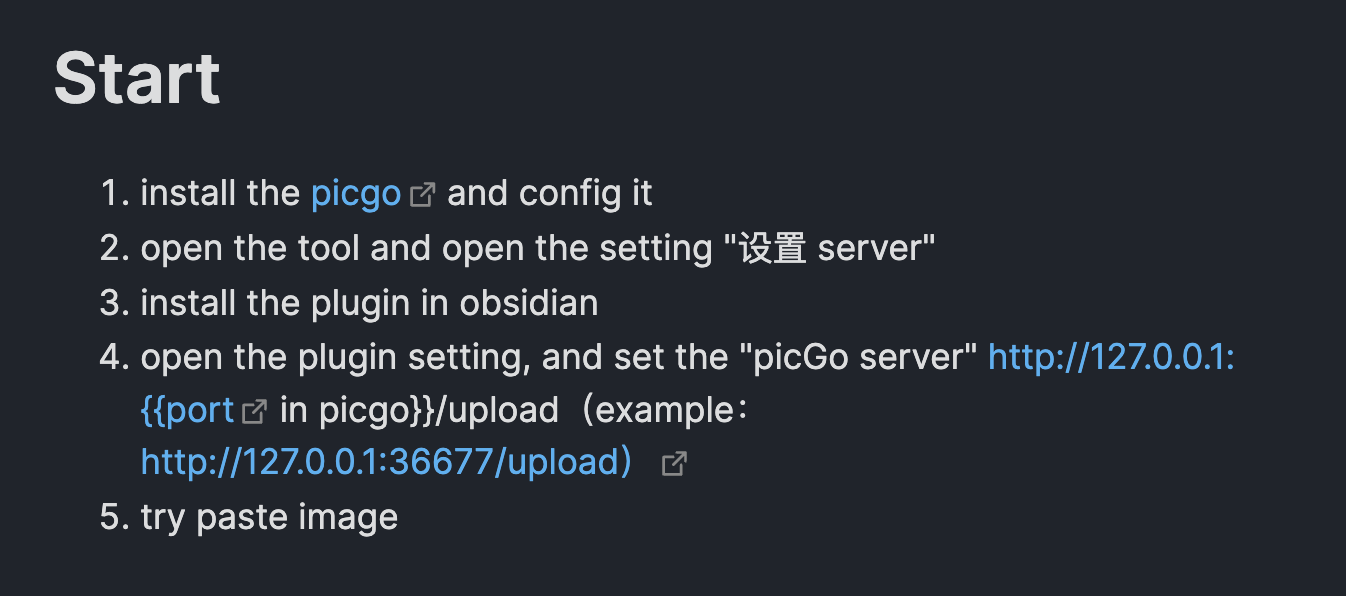 Start
1. install the picgo and config it
2. open the tool and open the setting "设置 server"
3. install the plugin in obsidian
4. open the plugin setting, and set the "picGo server" http://127.0.0.1:
{{port in picgo}}/upload（example：
http://127.0.0.1:36677/upload）
5. try paste image